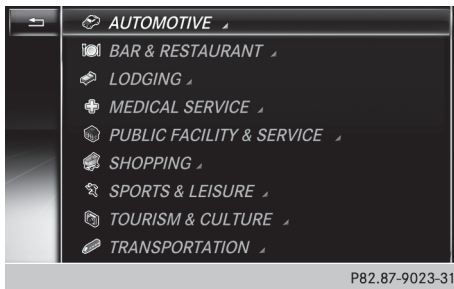 AUTOMOTIVE
BAR & RESTAURANT
LODGING
MEDICAL SERVICE
PUBLIC FACILITY & SERVICE
SHOPPING
SPORTS & LEISURE
TOURISM & CULTURE
TRANSPORTATION
P82.87-9023-31